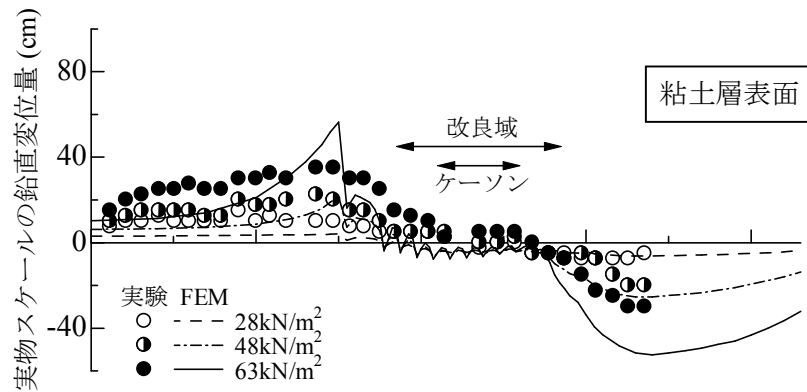 実物スケールの鉛直変位量 (cm)
80
40
0
-40
粘土層表面
改良域
ケーソン
実験 FEM
28kN/m²
48kN/m²
63kN/m²